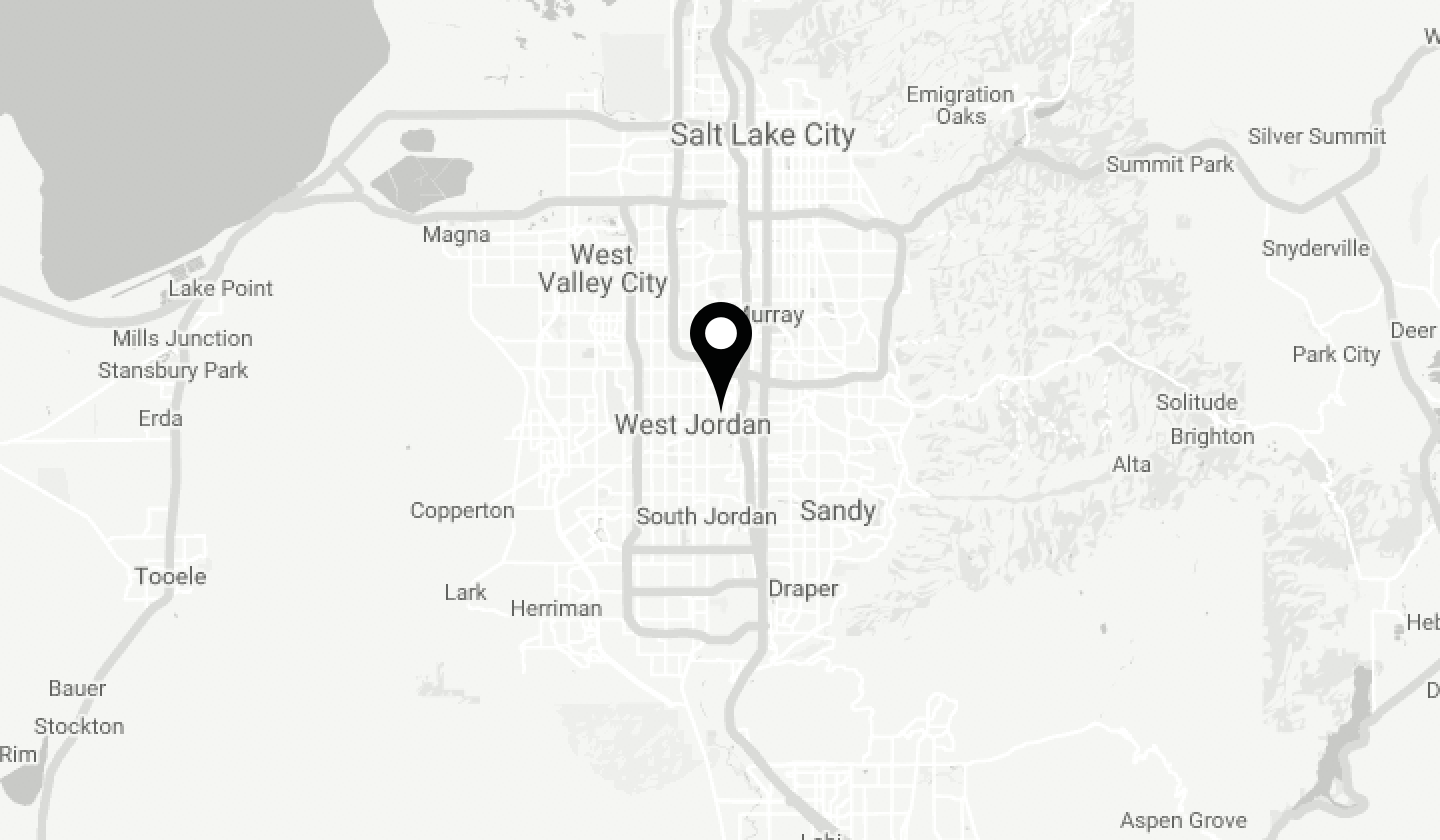 W
Emigration
Oaks
Salt Lake City
Silver Summit
Summit Park
Magna
West
Valley City
Snyderville
Lake Point
urray
Mills Junction
Deer
Park City
Stansbury Park
Solitude
Erda
West Jordan
Brighton
Alta
Copperton
South Jordan
Sandy
Tooele
Draper
Lark
Herriman
Heb
Bauer
D
Stockton
Rim
Aspen Grove